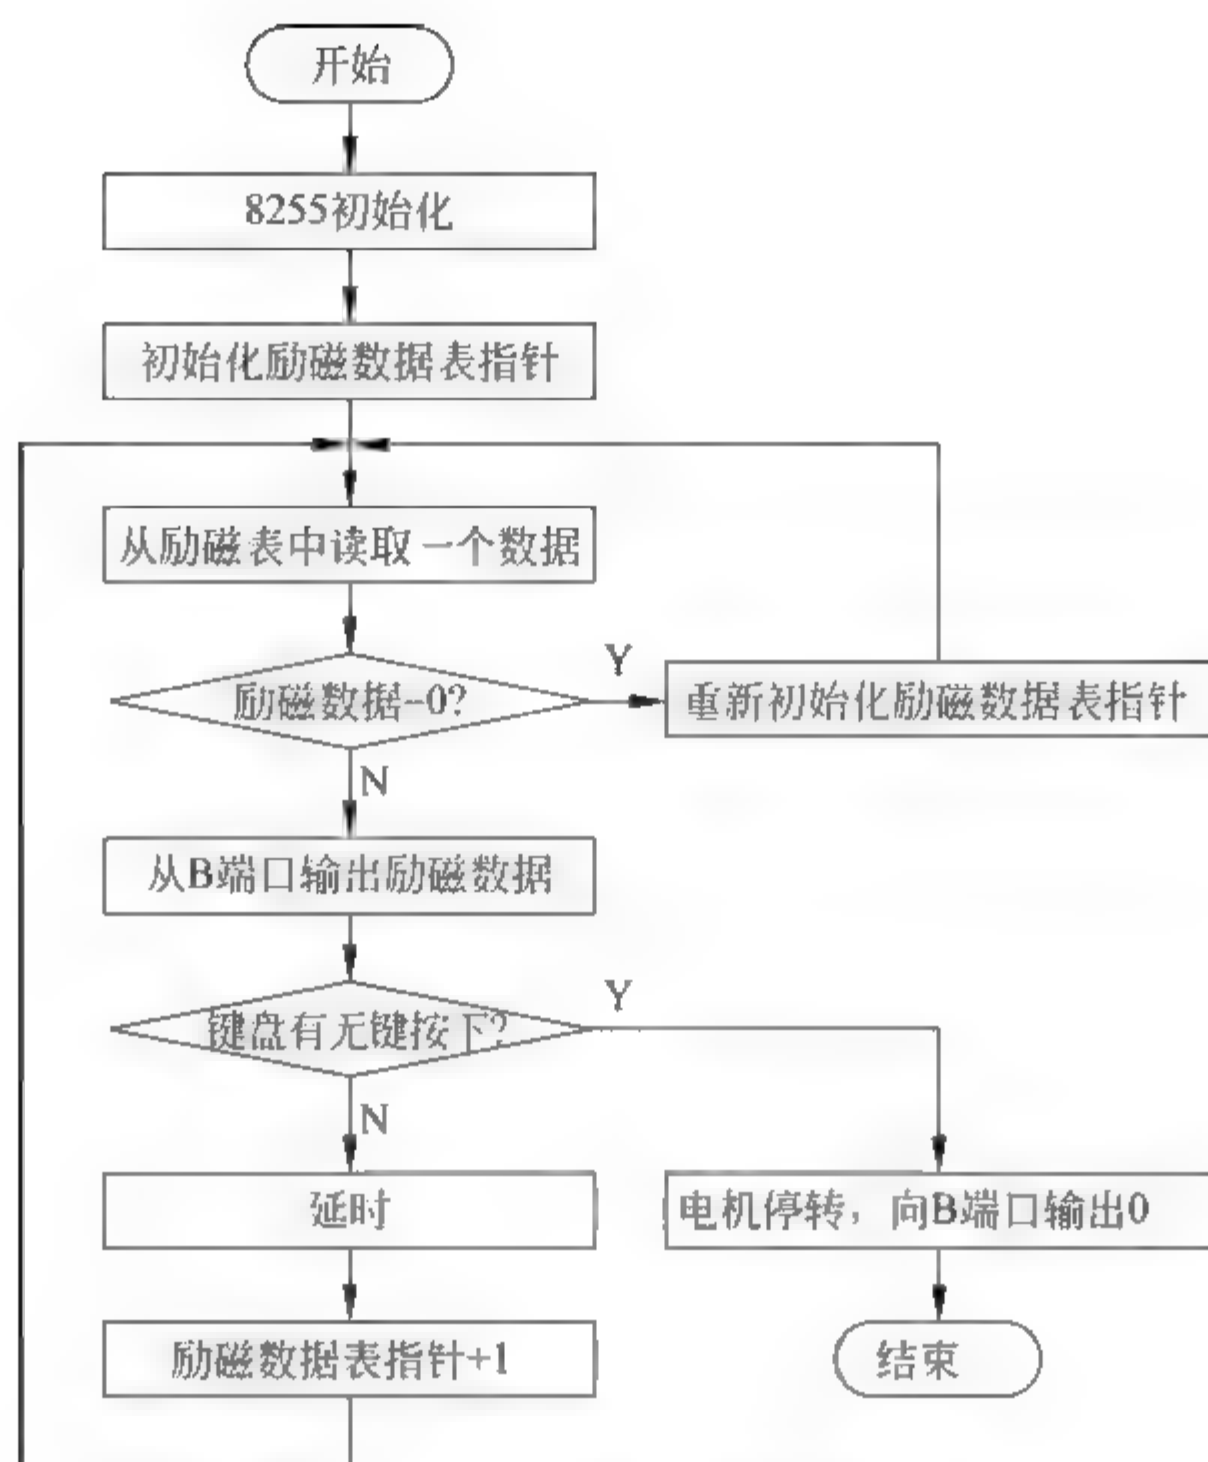 开始
8255初始化
初始化励磁数据表指针
从励磁表中读取一个数据
励磁数据=0?
Y
重新初始化励磁数据表指针
N
从B端口输出励磁数据
键盘有无键按下?
Y
N
延时
电机停转，向B端口输出0
励磁数据表指针+1
结束